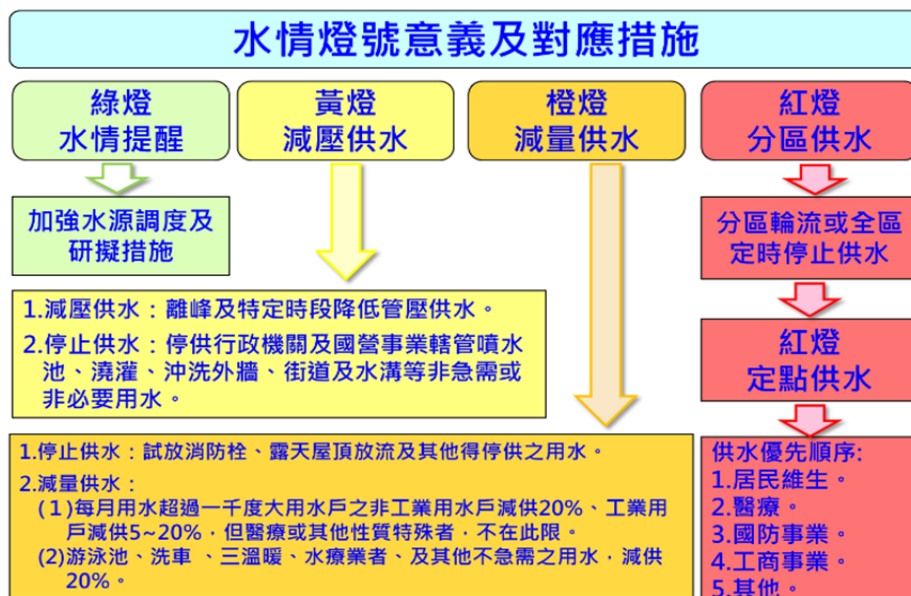 水情燈號意義及對應措施
綠燈
水情提醒
黃燈
減壓供水
橙燈
減量供水
紅燈
分區供水
加強水源調度及
研擬措施
分區輪流或全區
定時停止供水
1.減壓供水：離峰及特定時段降低管壓供水。
2.停止供水：停供行政機關及國營事業轄管噴水
池、澆灌、沖洗外牆、街道及水溝等非急需或
非必要用水。
紅燈
定點供水
1.停止供水：試放消防栓、露天屋頂放流及其他得停供之用水。
2.減量供水：
(1)每月用水超過一千度大用水戶之非工業用水戶減供20%、工業用
戶減供5~20%，但醫療或其他性質特殊者，不在此限。
(2)游泳池、洗車 、三溫暖、水療業者、及其他不急需之用水，減供
20%。
供水優先順序:
1.居民維生。
2.醫療。
3.國防事業。
4.工商事業。
5.其他。